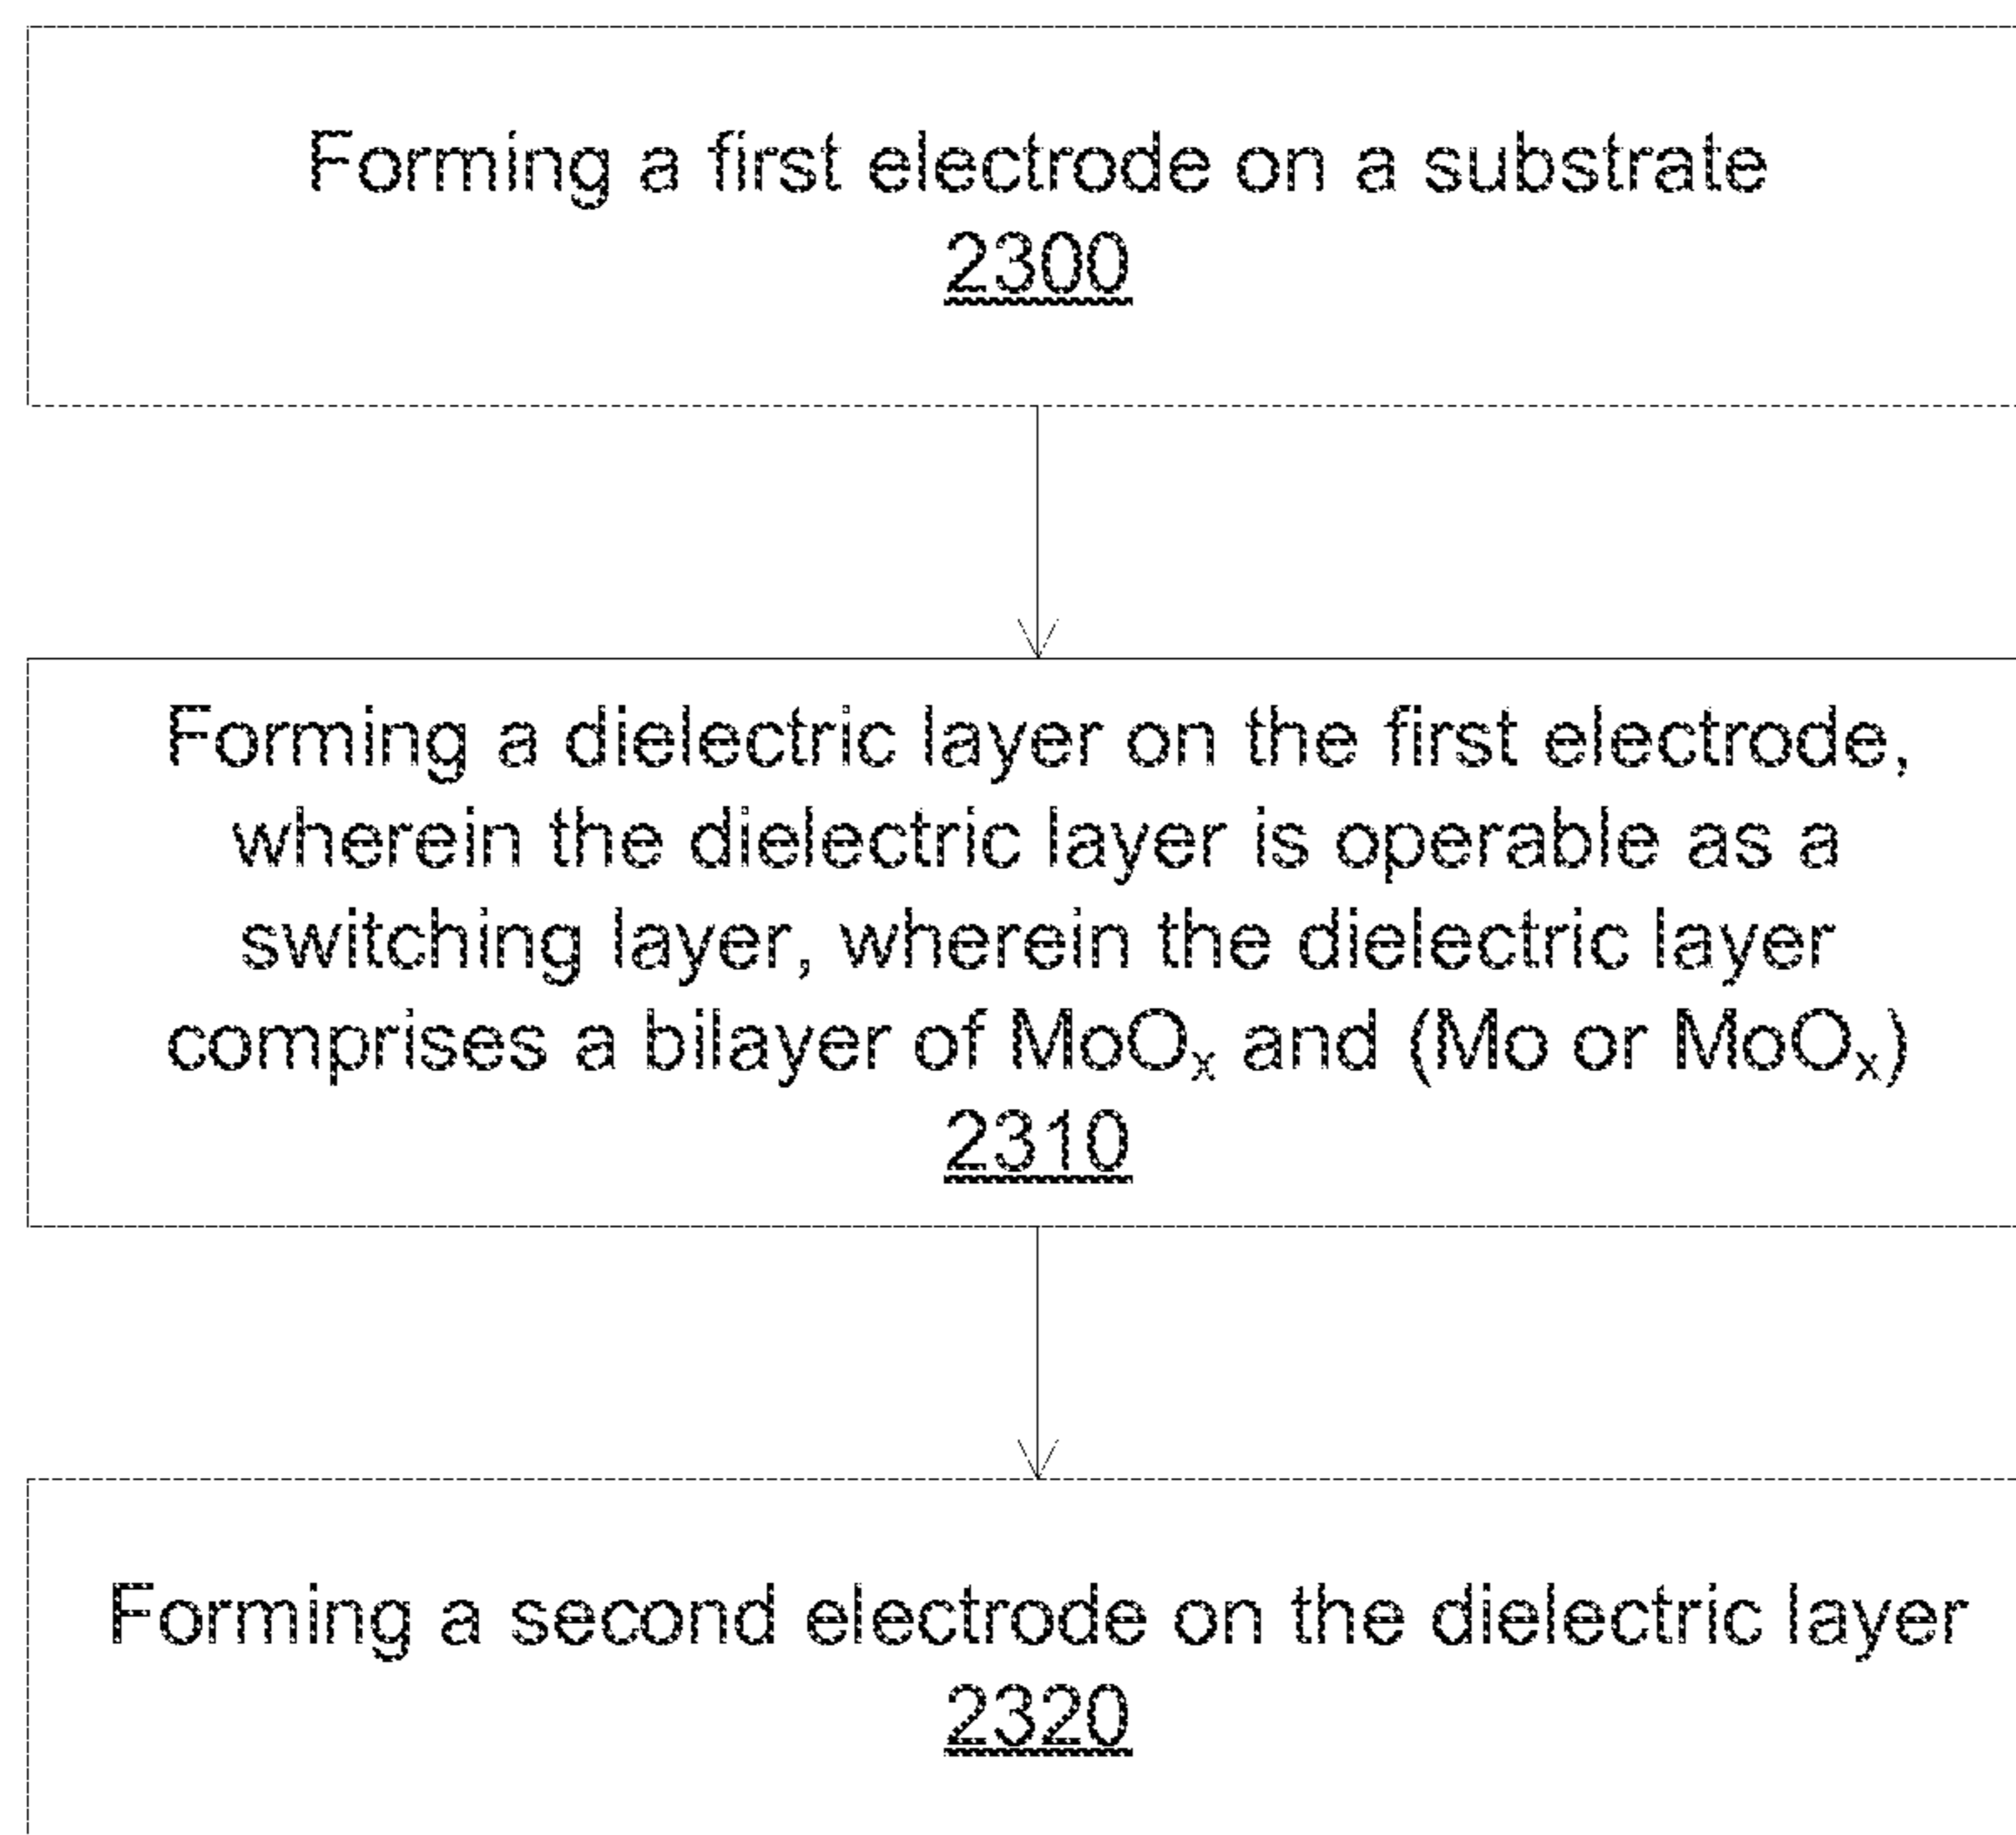 Forming a first electrode on a substrate
2300
Forming a dielectric layer on the first electrode,
wherein the dielectric layer is operable as a
switching layer, wherein the dielectric layer
comprises a bilayer of MoOₓ and (Mo or MoOₓ)
2310
Forming a second electrode on the dielectric layer
2320